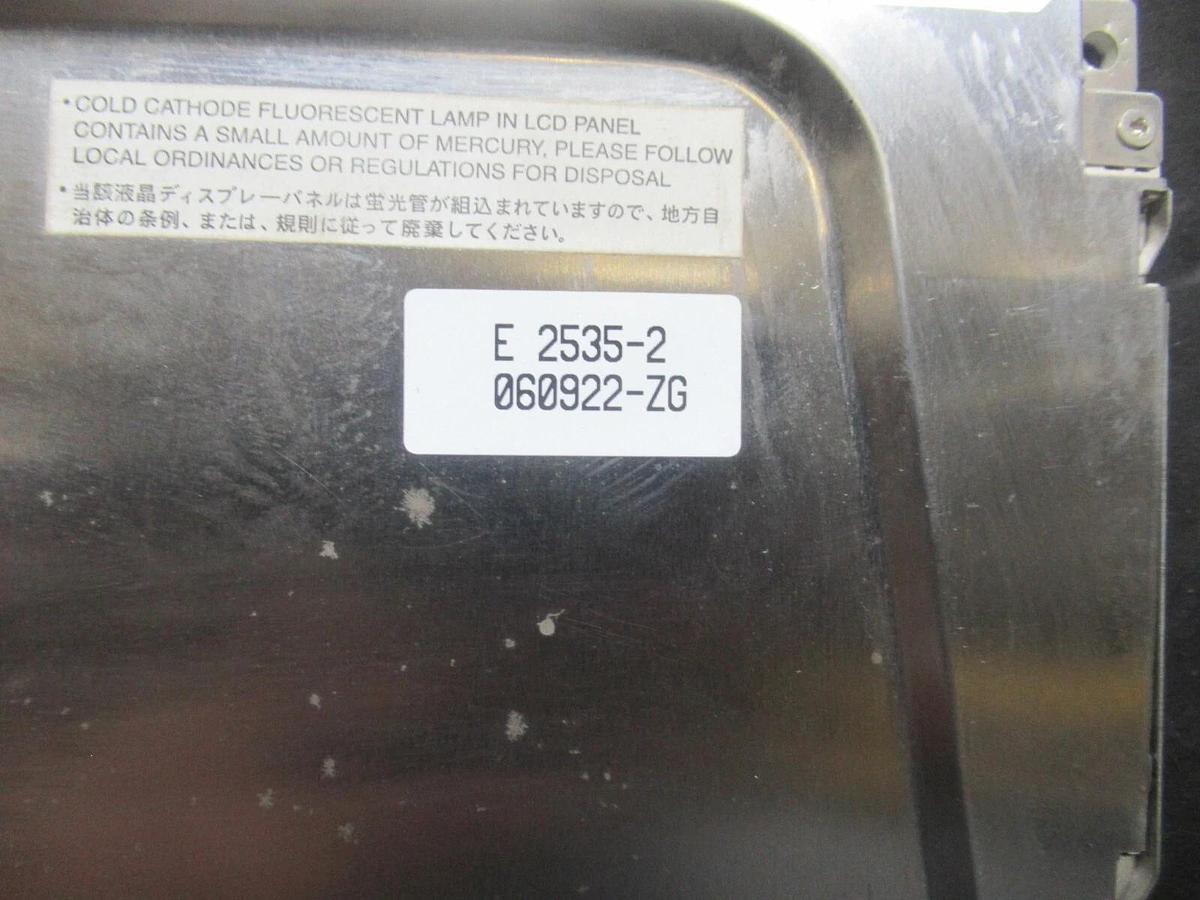 •COLD CATHODE FLUORESCENT LAMP IN LCD PANEL
CONTAINS A SMALL AMOUNT OF MERCURY, PLEASE FOLLOW
LOCAL ORDINANCES OR REGULATIONS FOR DISPOSAL
•当該液晶ディスプレーパネルは蛍光管が組込まれていますので、地方自
治体の条例、または、規則に従って廃棄してください。
E 2535-2
060922-ZG